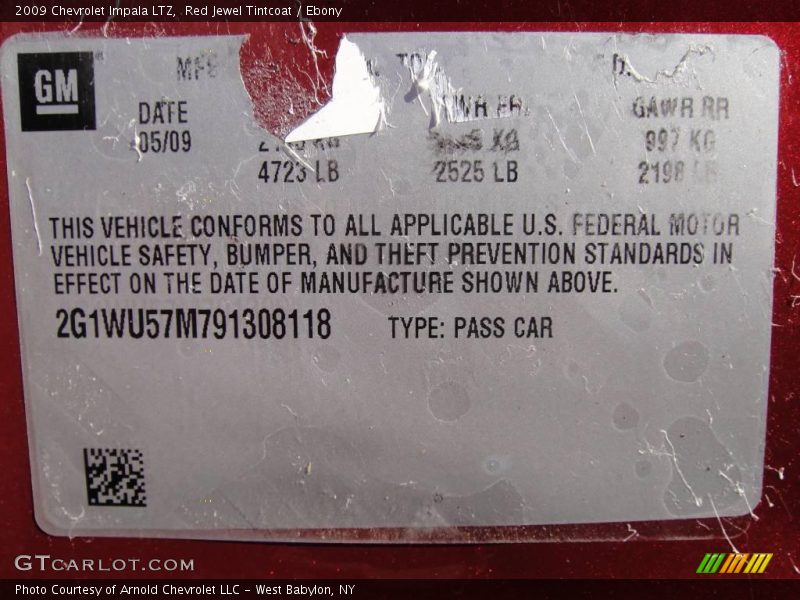 2009 Chevrolet Impala LTZ, Red Jewel Tintcoat / Ebony
GM
DATE GAWR RR
05/09 997 KG
4723 LB 2525 LB 2198 LB
THIS VEHICLE CONFORMS TO ALL APPLICABLE U.S. FEDERAL MOTOR
VEHICLE SAFETY, BUMPER, AND THEFT PREVENTION STANDARDS IN
EFFECT ON THE DATE OF MANUFACTURE SHOWN ABOVE.
2G1WU57M791308118 TYPE: PASS CAR
GTCARLOT.COM
Photo Courtesy of Arnold Chevrolet LLC - West Babylon, NY